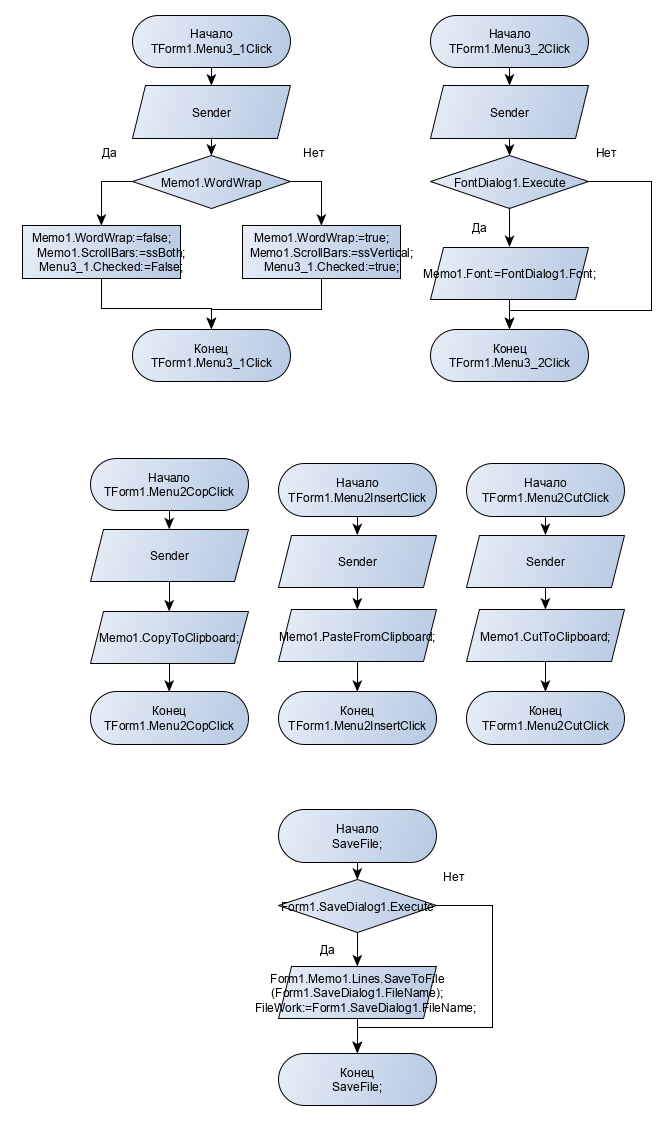 Начало
TForm1.Menu3_1Click
Sender
Да
Нет
Memo1.WordWrap
Memo1.WordWrap:=false;
Memo1.ScrollBars:=ssBoth;
Menu3_1.Checked:=False;
Memo1.WordWrap:=true;
Memo1.ScrollBars:=ssVertical;
Menu3_1.Checked:=true;
Конец
TForm1.Menu3_1Click
Начало
TForm1.Menu3_2Click
Sender
Нет
FontDialog1.Execute
Да
Memo1.Font:=FontDialog1.Font;
Конец
TForm1.Menu3_2Click
Начало
TForm1.Menu2CopClick
Sender
Memo1.CopyToClipboard;
Конец
TForm1.Menu2CopClick
Начало
TForm1.Menu2InsertClick
Sender
Memo1.PasteFromClipboard;
Конец
TForm1.Menu2InsertClick
Начало
TForm1.Menu2CutClick
Sender
Memo1.CutToClipboard;
Конец
TForm1.Menu2CutClick
Начало
SaveFile;
Нет
Form1.SaveDialog1.Execute
Да
Form1.Memo1.Lines.SaveToFile
(Form1.SaveDialog1.FileName);
FileWork:=Form1.SaveDialog1.FileName;
Конец
SaveFile;